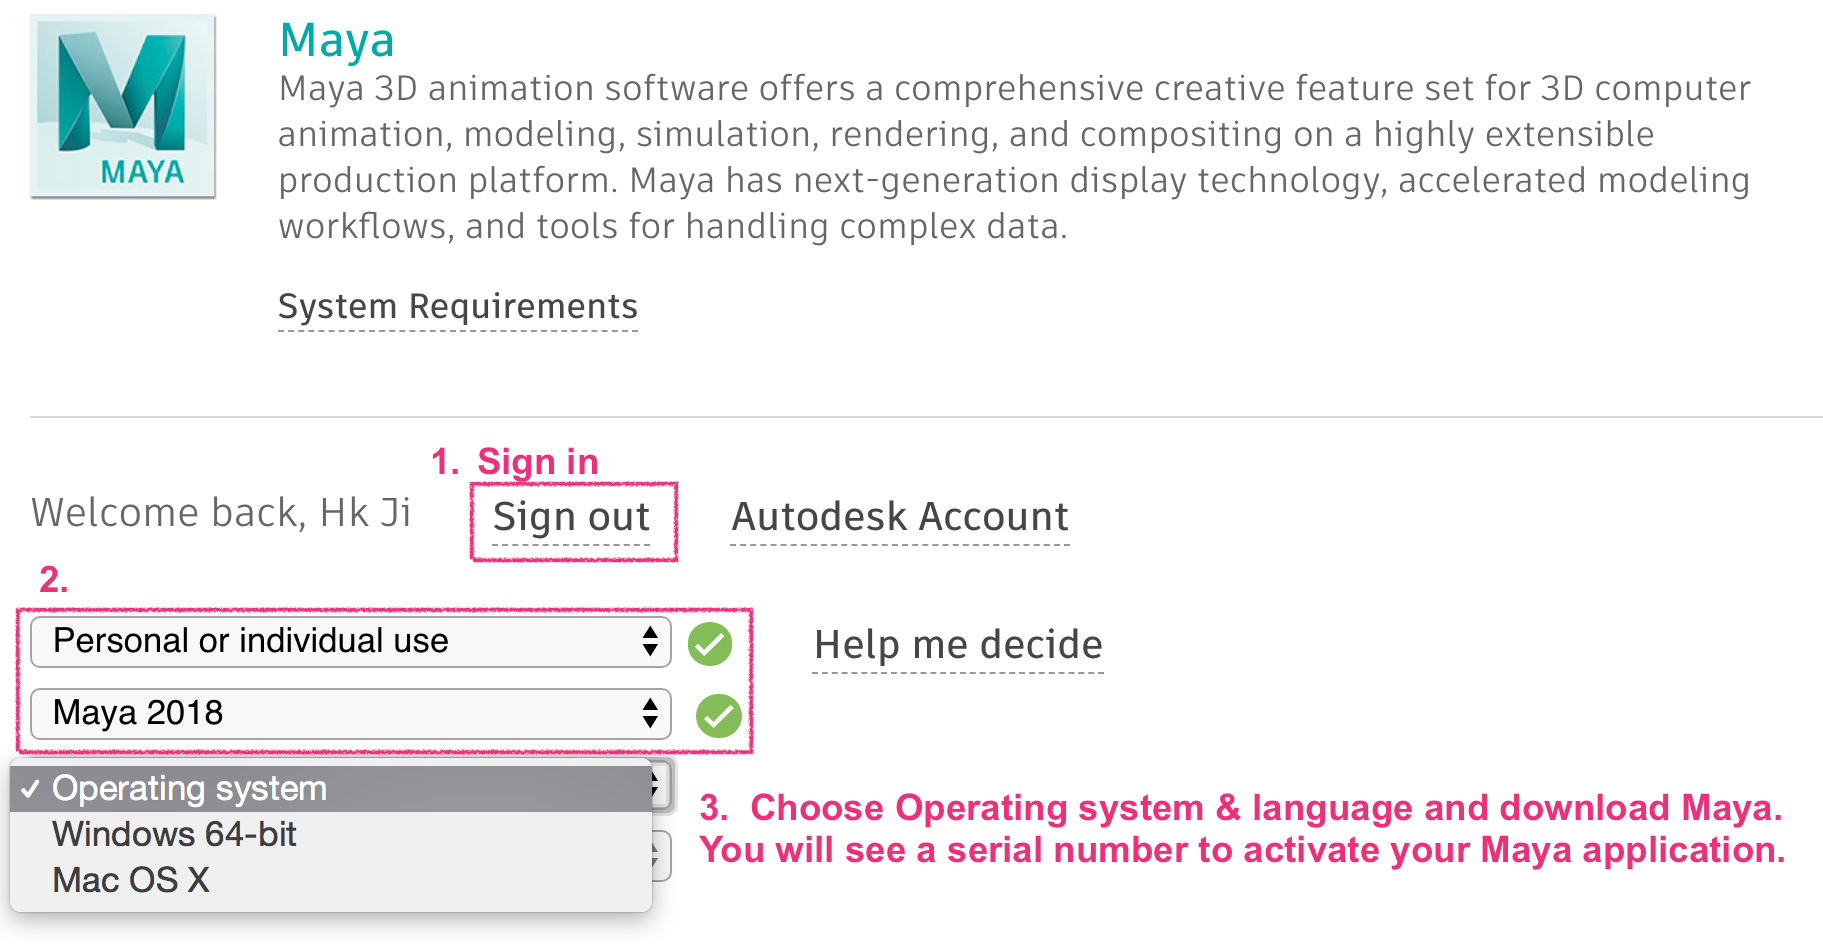 MAYA
Maya
Maya 3D animation software offers a comprehensive creative feature set for 3D computer
animation, modeling, simulation, rendering, and compositing on a highly extensible
production platform. Maya has next-generation display technology, accelerated modeling
workflows, and tools for handling complex data.
System Requirements
1. Sign in
Welcome back, Hk Ji Sign out Autodesk Account
2.
Personal or individual use Help me decide
Maya 2018
✓ Operating system
Windows 64-bit
Mac OS X
3. Choose Operating system & language and download Maya.
You will see a serial number to activate your Maya application.